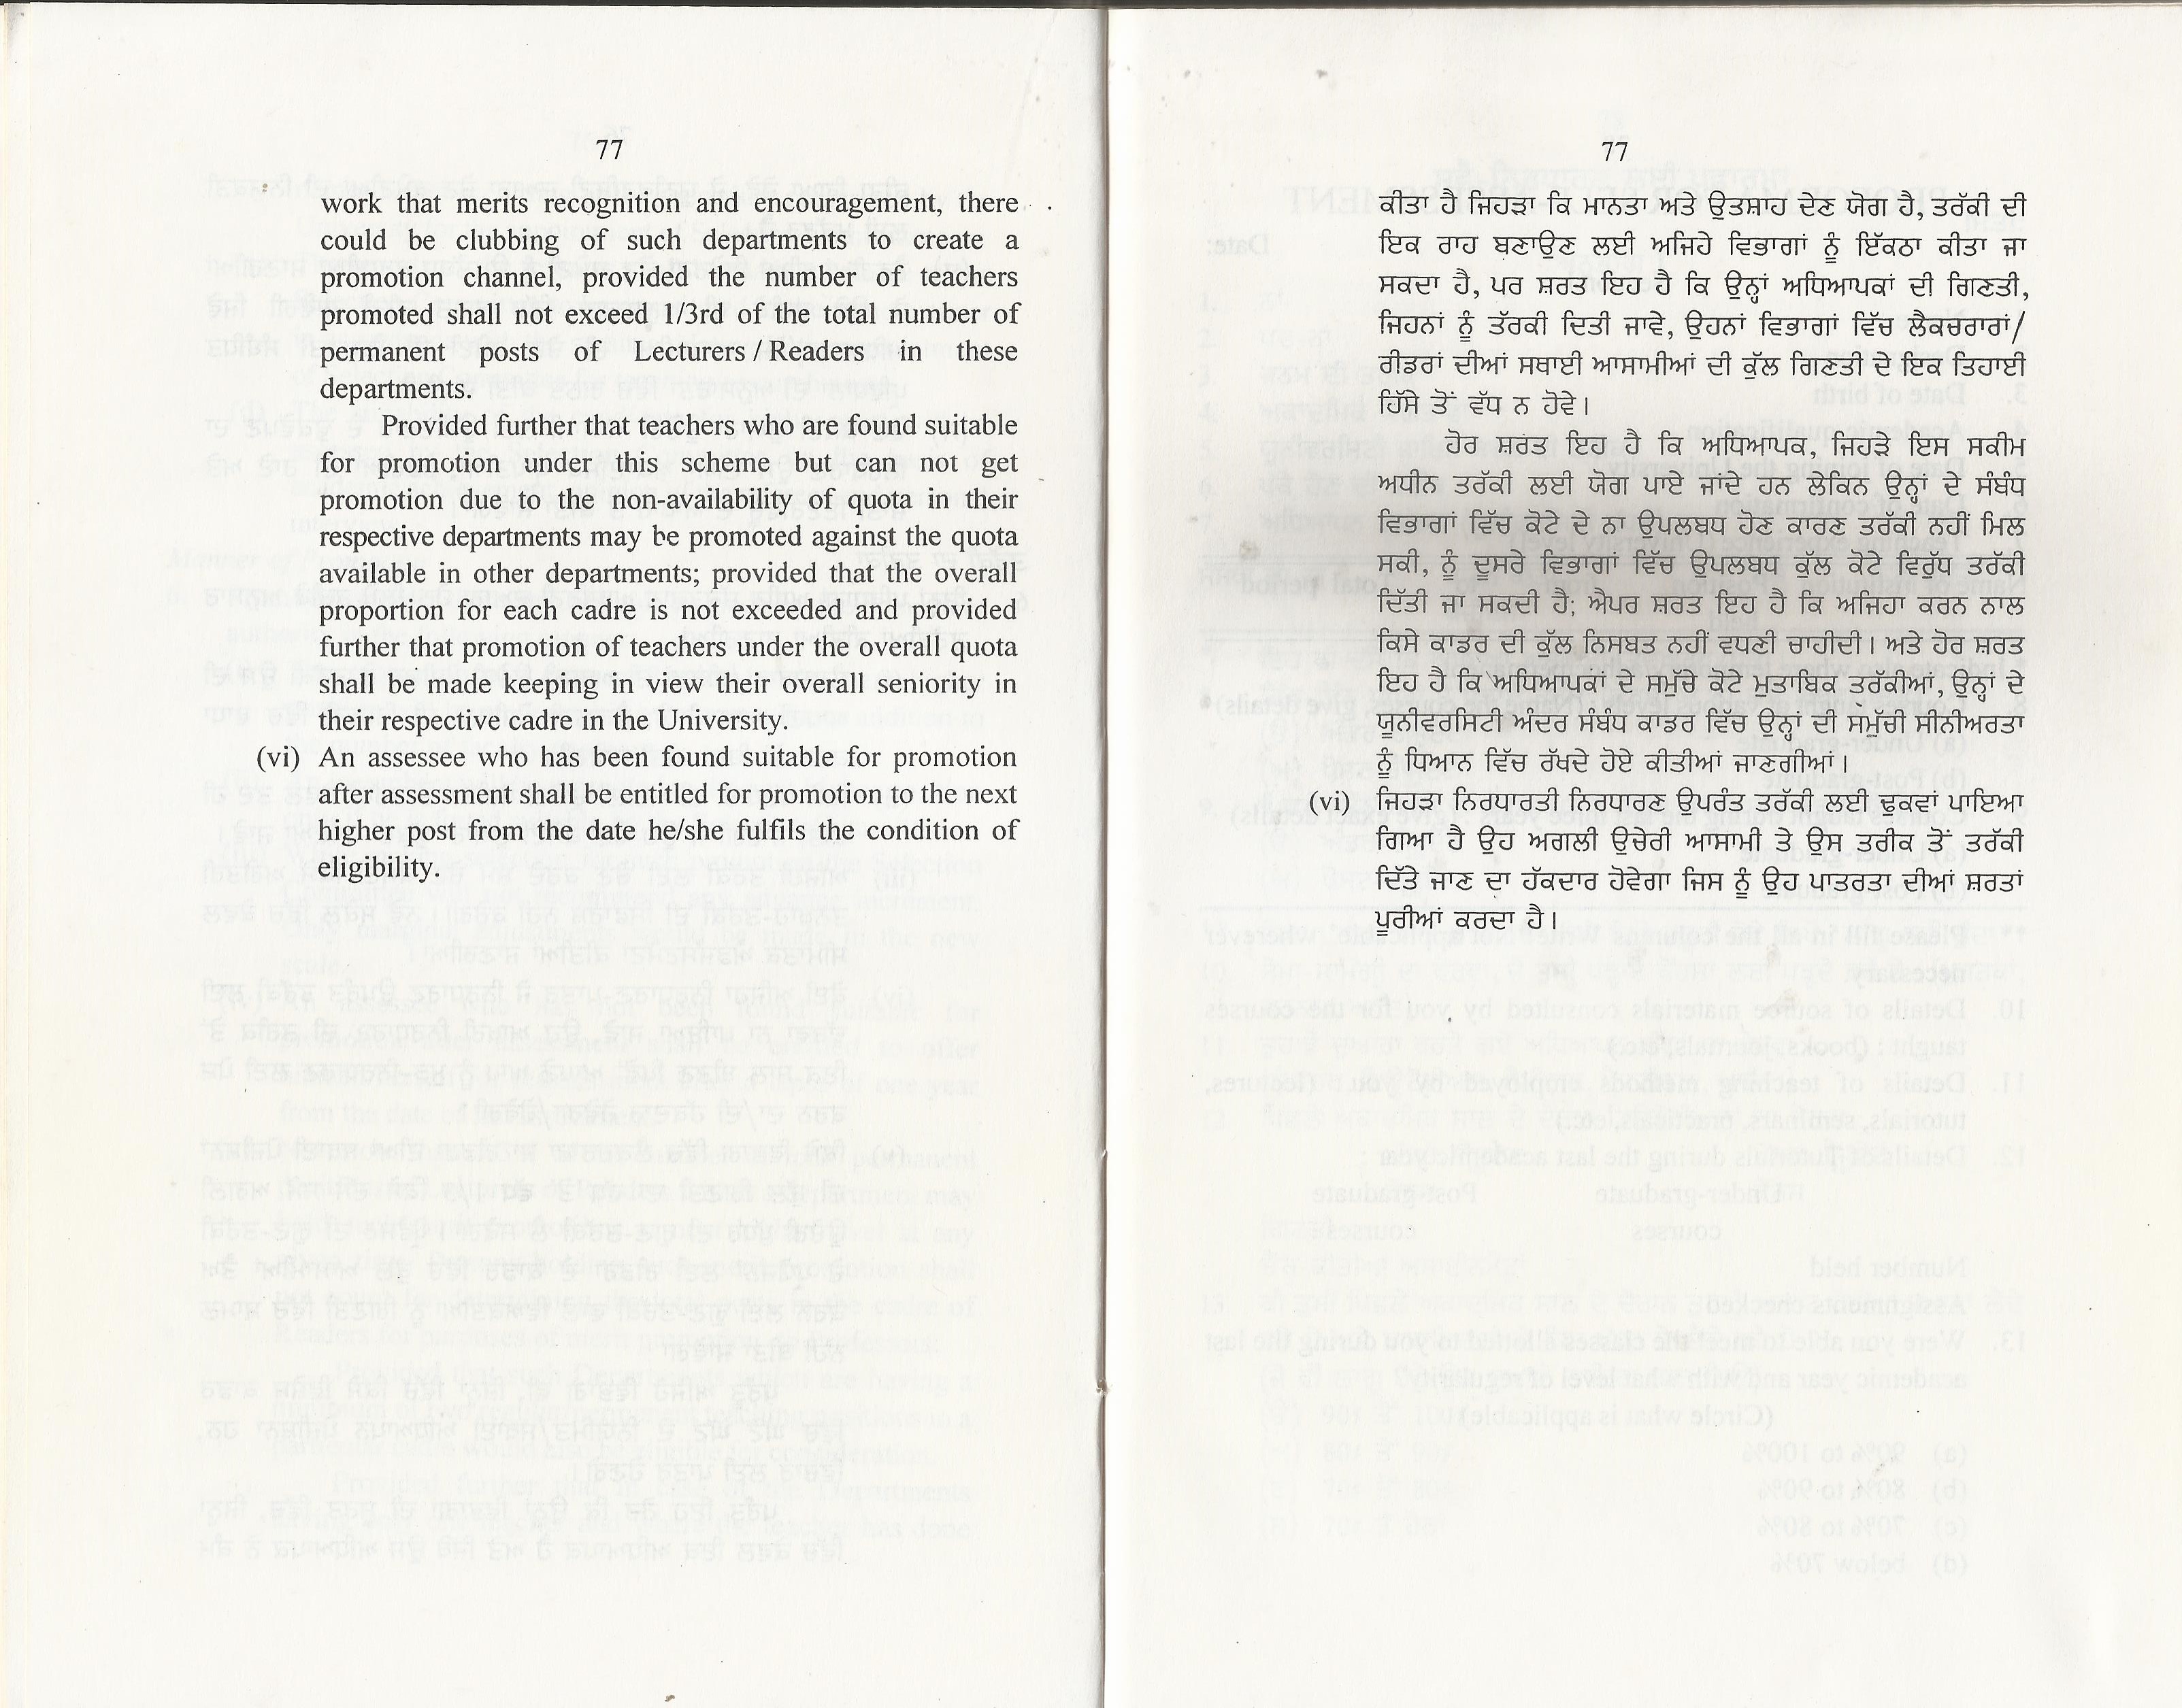 77
work that merits recognition and encouragement, there
could be clubbing of such departments to create a
promotion channel, provided the number of teachers
promoted shall not exceed 1/3rd of the total number of
permanent posts of Lecturers / Readers in these
departments.
Provided further that teachers who are found suitable
for promotion under this scheme but can not get
promotion due to the non-availability of quota in their
respective departments may be promoted against the quota
available in other departments; provided that the overall
proportion for each cadre is not exceeded and provided
further that promotion of teachers under the overall quota
shall be made keeping in view their overall seniority in
their respective cadre in the University.
(vi) An assessee who has been found suitable for promotion
after assessment shall be entitled for promotion to the next
higher post from the date he/she fulfils the condition of
eligibility.
77
ਕੀਤਾ ਹੈ ਜਿਹੜਾ ਕਿ ਮਾਨਤਾ ਅਤੇ ਉਤਸ਼ਾਹ ਦੇਣ ਯੋਗ ਹੈ, ਤਰੱਕੀ ਦੀ
ਇਕ ਰਾਹ ਬਣਾਉਣ ਲਈ ਅਜਿਹੇ ਵਿਭਾਗਾਂ ਨੂੰ ਇੱਕਠਾ ਕੀਤਾ ਜਾ
ਸਕਦਾ ਹੈ, ਪਰ ਸ਼ਰਤ ਇਹ ਹੈ ਕਿ ਉਨ੍ਹਾਂ ਅਧਿਆਪਕਾਂ ਦੀ ਗਿਣਤੀ,
ਜਿਹਨਾਂ ਨੂੰ ਤੱਰਕੀ ਦਿਤੀ ਜਾਵੇ, ਉਹਨਾਂ ਵਿਭਾਗਾਂ ਵਿੱਚ ਲੈਕਚਰਾਰਾਂ/
ਰੀਡਰਾਂ ਦੀਆਂ ਸਥਾਈ ਆਸਾਮੀਆਂ ਦੀ ਕੁੱਲ ਗਿਣਤੀ ਦੇ ਇਕ ਤਿਹਾਈ
ਹਿੱਸੇ ਤੋਂ ਵੱਧ ਨ ਹੋਵੇ।
ਹੋਰ ਸ਼ਰਤ ਇਹ ਹੈ ਕਿ ਅਧਿਆਪਕ, ਜਿਹੜੇ ਇਸ ਸਕੀਮ
ਅਧੀਨ ਤਰੱਕੀ ਲਈ ਯੋਗ ਪਾਏ ਜਾਂਦੇ ਹਨ ਲੇਕਿਨ ਉਨ੍ਹਾਂ ਦੇ ਸੰਬੰਧ
ਵਿਭਾਗਾਂ ਵਿੱਚ ਕੋਟੇ ਦੇ ਨਾ ਉਪਲਬਧ ਹੋਣ ਕਾਰਣ ਤਰੱਕੀ ਨਹੀਂ ਮਿਲ
ਸਕੀ, ਨੂੰ ਦੂਸਰੇ ਵਿਭਾਗਾਂ ਵਿੱਚ ਉਪਲਬਧ ਕੁੱਲ ਕੋਟੇ ਵਿਰੁੱਧ ਤਰੱਕੀ
ਦਿੱਤੀ ਜਾ ਸਕਦੀ ਹੈ; ਐਪਰ ਸ਼ਰਤ ਇਹ ਹੈ ਕਿ ਅਜਿਹਾ ਕਰਨ ਨਾਲ
ਕਿਸੇ ਕਾਡਰ ਦੀ ਕੁੱਲ ਨਿਸਬਤ ਨਹੀਂ ਵਧਣੀ ਚਾਹੀਦੀ। ਅਤੇ ਹੋਰ ਸ਼ਰਤ
ਇਹ ਹੈ ਕਿ ਅਧਿਆਪਕਾਂ ਦੇ ਸਮੁੱਚੇ ਕੋਟੇ ਮੁਤਾਬਿਕ ਤਰੱਕੀਆਂ, ਉਨ੍ਹਾਂ ਦੇ
ਯੂਨੀਵਰਸਿਟੀ ਅੰਦਰ ਸੰਬੰਧ ਕਾਡਰ ਵਿੱਚ ਉਨ੍ਹਾਂ ਦੀ ਸਮੁੱਚੀ ਸੀਨੀਅਰਤਾ
ਨੂੰ ਧਿਆਨ ਵਿੱਚ ਰੱਖਦੇ ਹੋਏ ਕੀਤੀਆਂ ਜਾਣਗੀਆਂ।
(vi) ਜਿਹੜਾ ਨਿਰਧਾਰਤੀ ਨਿਰਧਾਰਣ ਉਪਰੰਤ ਤਰੱਕੀ ਲਈ ਢੁਕਵਾਂ ਪਾਇਆ
ਗਿਆ ਹੈ ਉਹ ਅਗਲੀ ਉਚੇਰੀ ਆਸਾਮੀ ਤੇ ਉਸ ਤਰੀਕ ਤੋਂ ਤਰੱਕੀ
ਦਿੱਤੇ ਜਾਣ ਦਾ ਹੱਕਦਾਰ ਹੋਵੇਗਾ ਜਿਸ ਨੂੰ ਉਹ ਪਾਤਰਤਾ ਦੀਆਂ ਸ਼ਰਤਾਂ
ਪੂਰੀਆਂ ਕਰਦਾ ਹੈ।